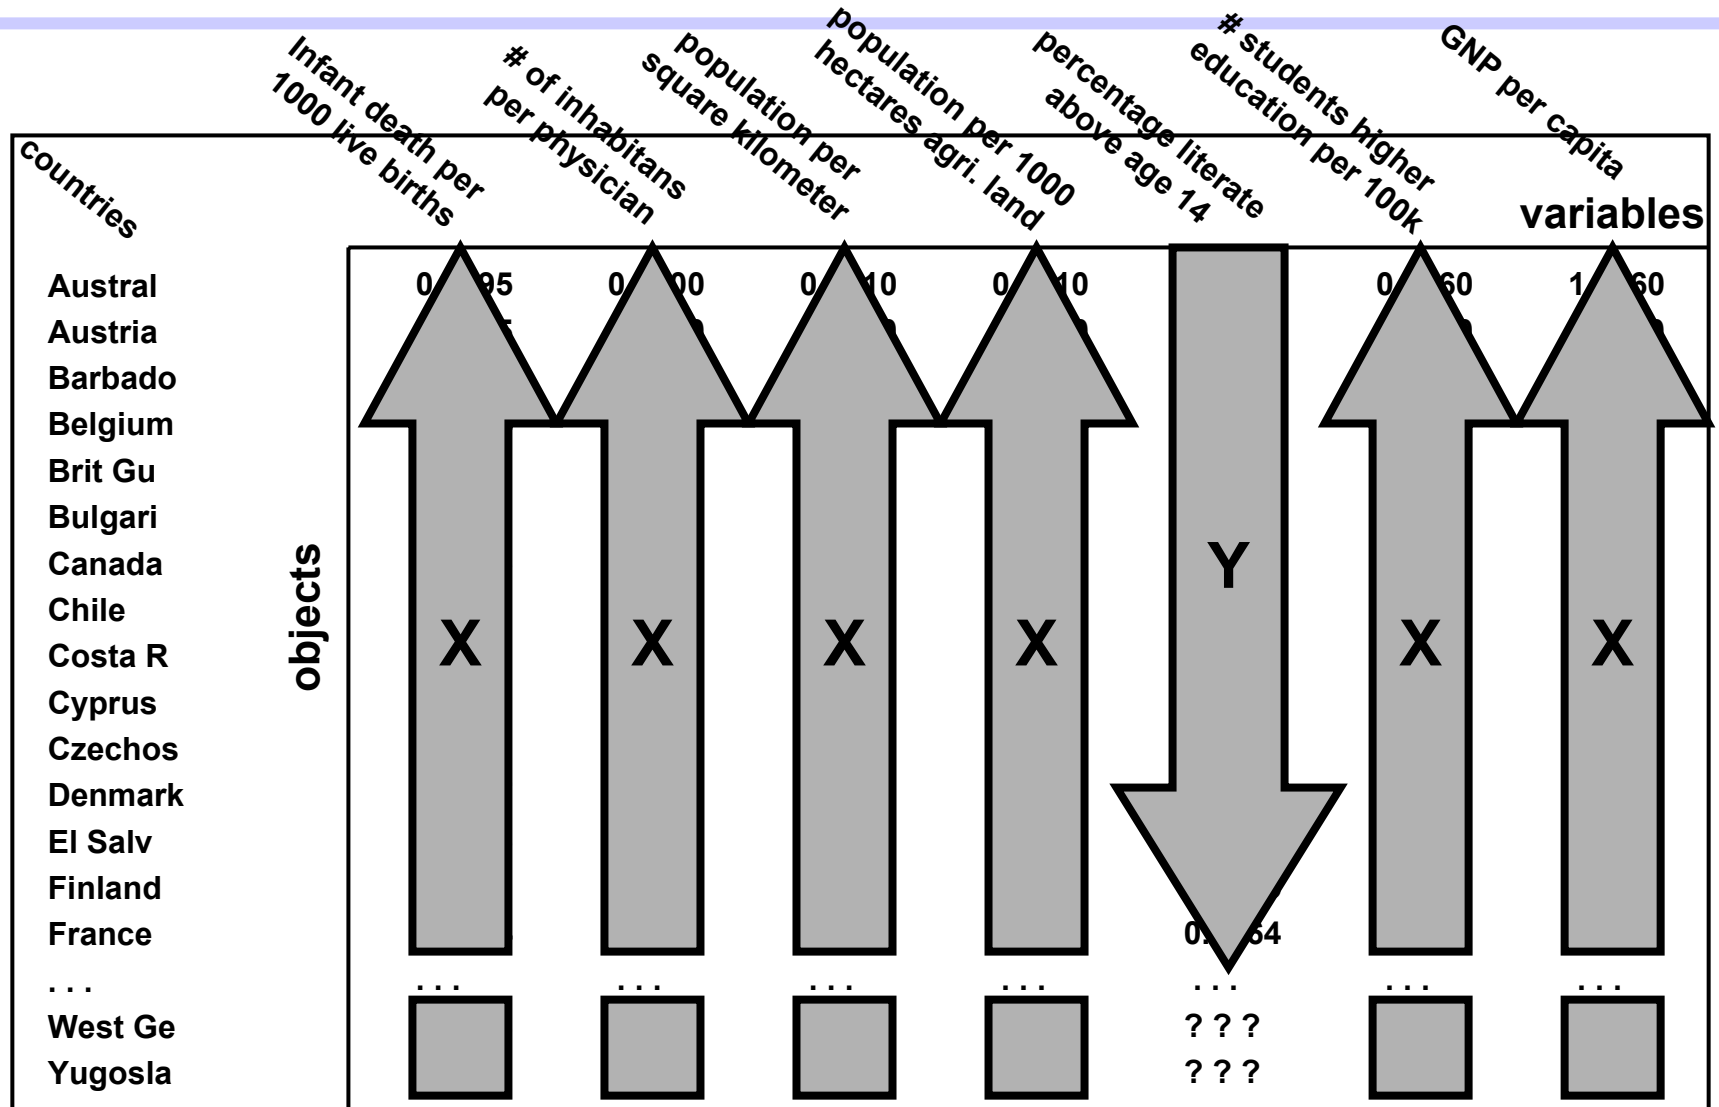 countries
Infant death per
1000 live births
# of inhabitans
per physician
population per
square kilometer
population per 1000
hectares agri. land
percentage literate
above age 14
# students higher
education per 100k
GNP per capita
variables
objects
Austral
Austria
Barbado
Belgium
Brit Gu
Bulgari
Canada
Chile
Costa R
Cyprus
Czechos
Denmark
El Salv
Finland
France
. . . . . . . . . . . . . . . . . . . . . . . .
West Ge ? ? ?
Yugosla ? ? ?
X X X X Y X X